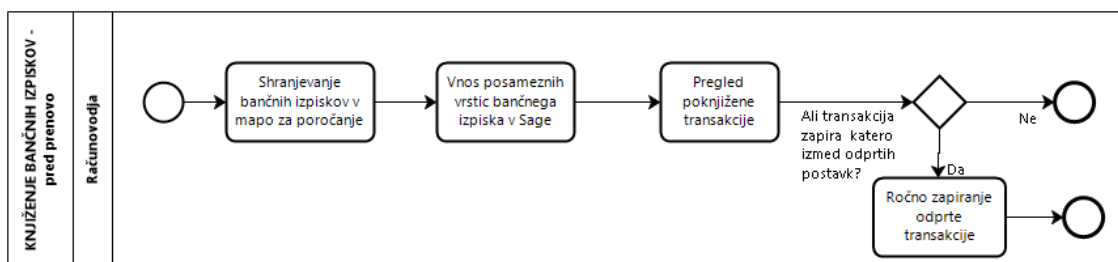 KNJIŽENJE BANČNIH IZPISKOV -
pred prenovo
Računovodja
Shranjevanje
bančnih izpiskov v
mapo za poročanje
Vnos posameznih
vrstic bančnega
izpiska v Sage
Pregled
poknjižene
transakcije
Ali transakcija
zapira katero
izmed odprtih
postavk?
Ne
Da
Ročno zapiranje
odprte
transakcije